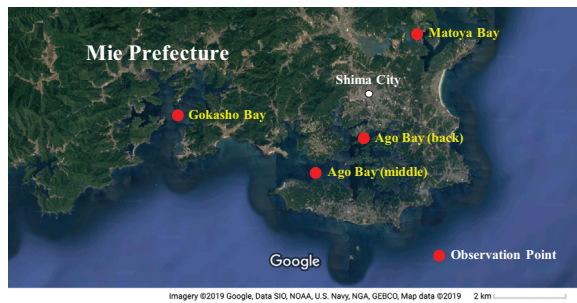 Matoya Bay
Mie Prefecture
Shima City
Gokasho Bay
Ago Bay (back)
Ago Bay (middle)
Observation Point
Google
Imagery ©2019 Google, Data SIO, NOAA, U.S. Navy, NGA, GEBCO, Map data ©2019 2 km